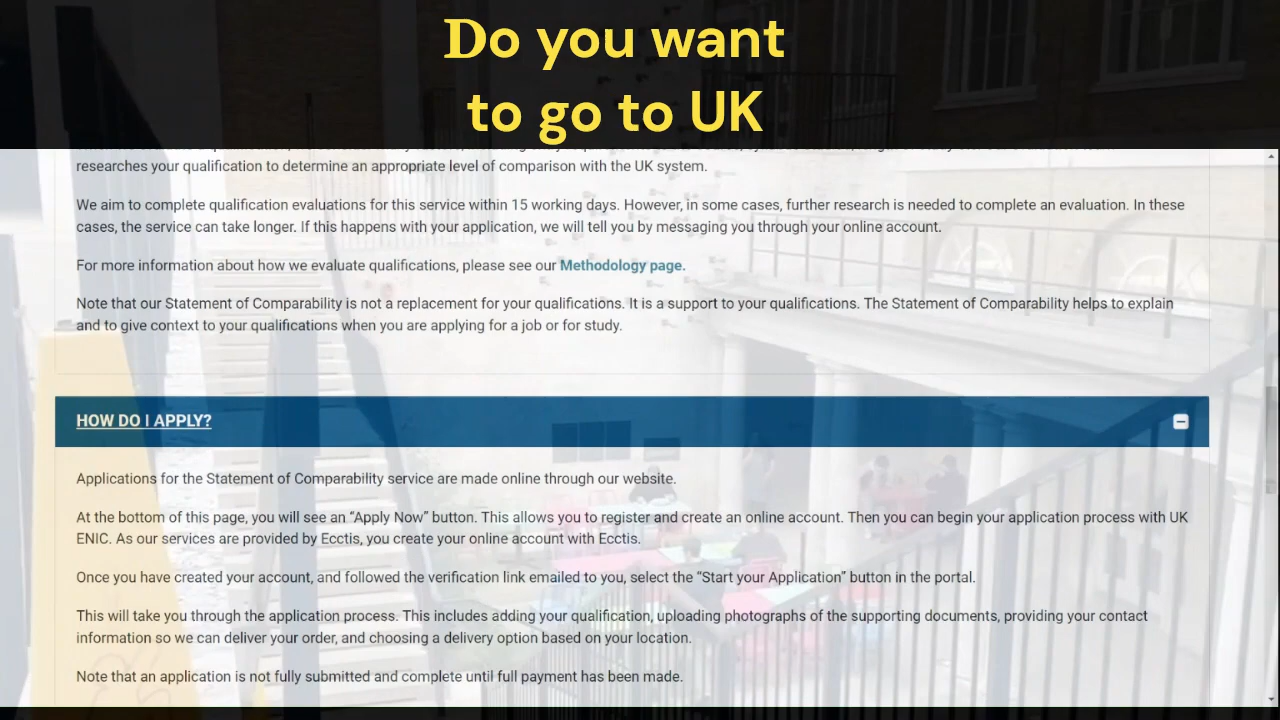 Do you want
to go to UK
researches your qualification to determine an appropriate level of comparison with the UK system.
We aim to complete qualification evaluations for this service within 15 working days. However, in some cases, further research is needed to complete an evaluation. In these
cases, the service can take longer. If this happens with your application, we will tell you by messaging you through your online account.
For more information about how we evaluate qualifications, please see our Methodology page.
Note that our Statement of Comparability is not a replacement for your qualifications. It is a support to your qualifications. The Statement of Comparability helps to explain
and to give context to your qualifications when you are applying for a job or for study.
HOW DO I APPLY?
Applications for the Statement of Comparability service are made online through our website.
At the bottom of this page, you will see an “Apply Now” button. This allows you to register and create an online account. Then you can begin your application process with UK
ENIC. As our services are provided by Ecctis, you create your online account with Ecctis.
Once you have created your account, and followed the verification link emailed to you, select the “Start your Application” button in the portal.
This will take you through the application process. This includes adding your qualification, uploading photographs of the supporting documents, providing your contact
information so we can deliver your order, and choosing a delivery option based on your location.
Note that an application is not fully submitted and complete until full payment has been made.